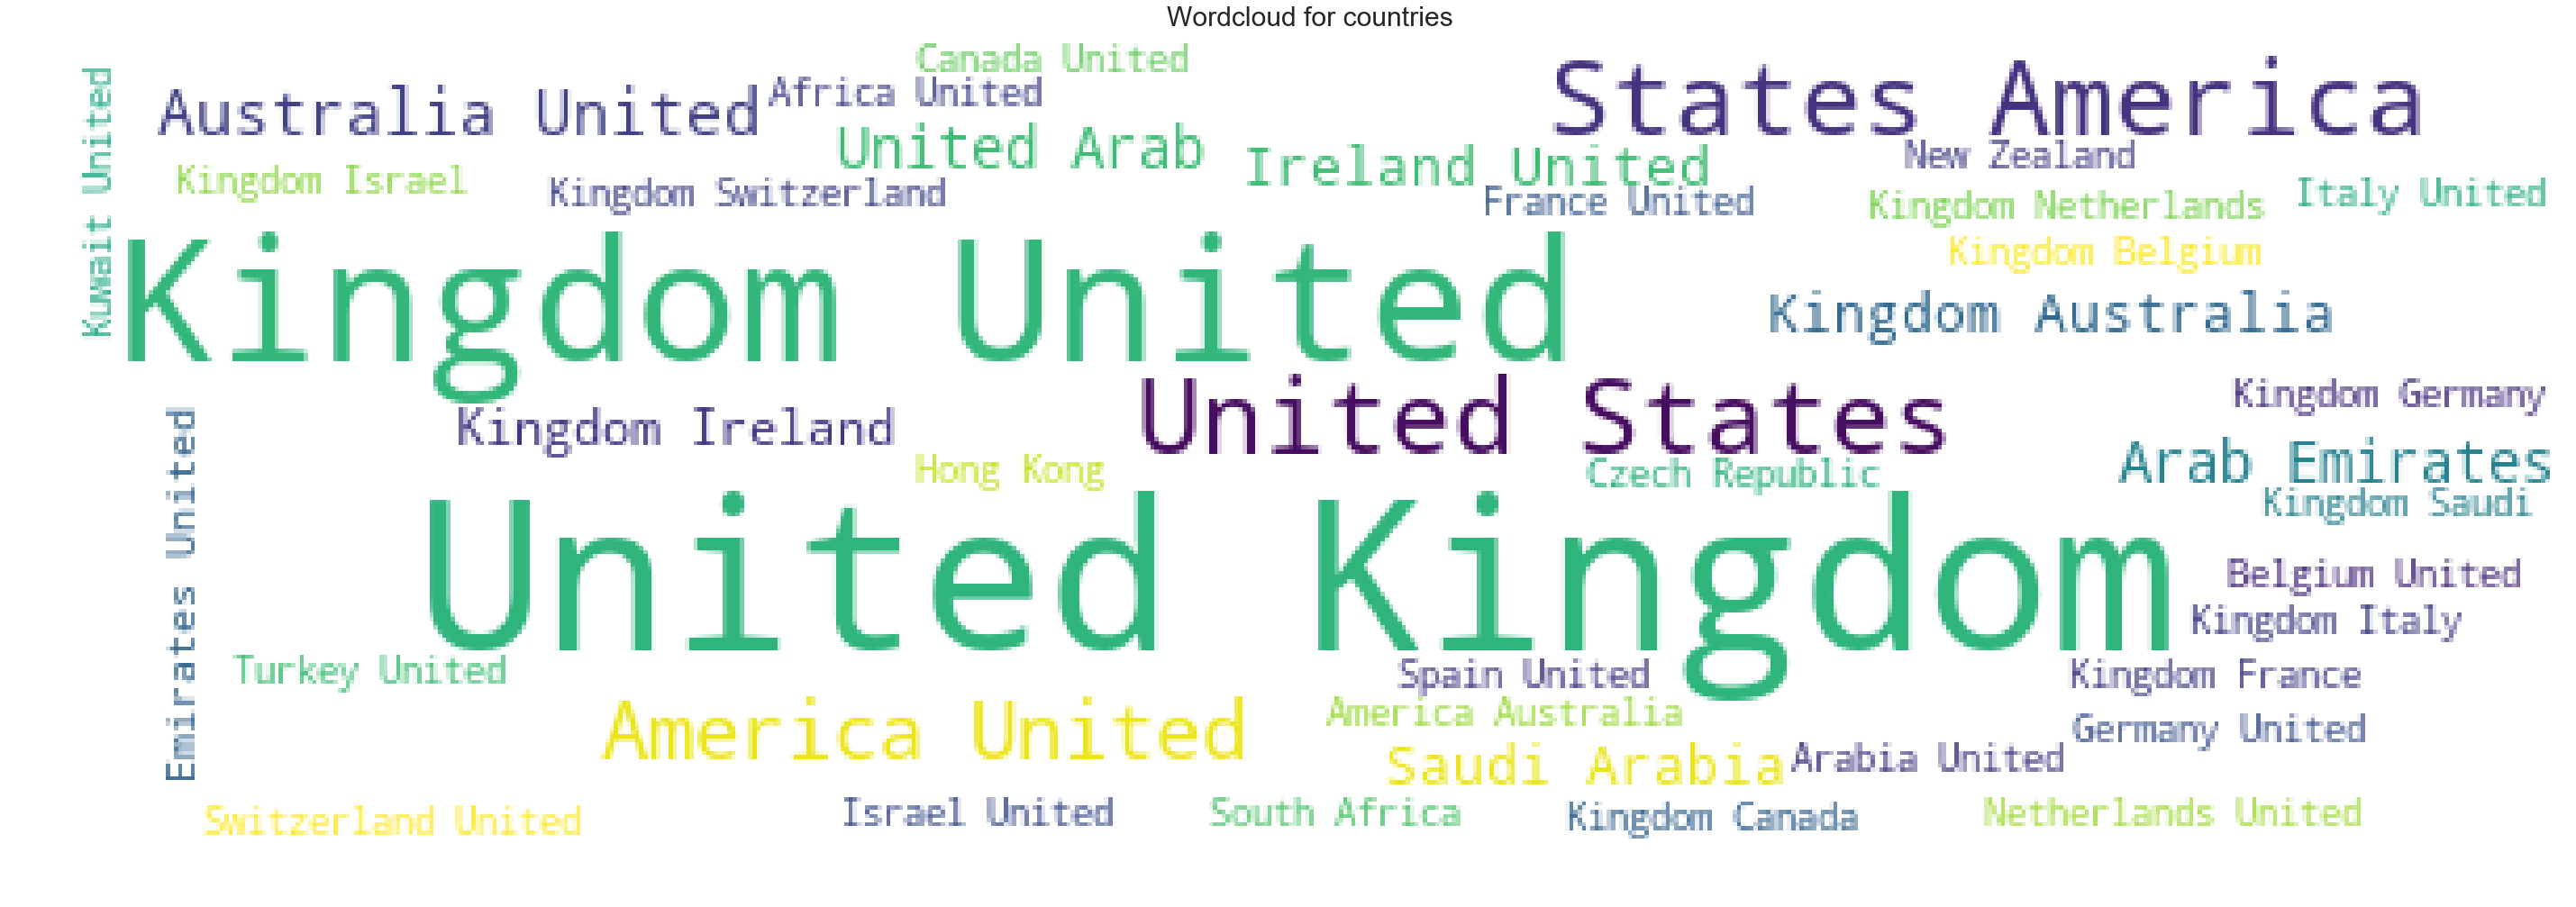 Wordcloud for countries
Canada United
States America
Australia United
Africa United
Kuwait United
United Arab
Ireland United
New Zealand
Kingdom Israel
Kingdom Switzerland
France United
Kingdom Netherlands
Italy United
Kingdom United
Kingdom Belgium
Kingdom Australia
United States
Kingdom Germany
Kingdom Ireland
Emirates United
Hong Kong
Czech Republic
Arab Emirates
Kingdom Saudi
United Kingdom
Belgium United
Kingdom Italy
Turkey United
Spain United
Kingdom France
America United
America Australia
Germany United
Saudi Arabia
Arabia United
Switzerland United
Israel United
South Africa
Kingdom Canada
Netherlands United